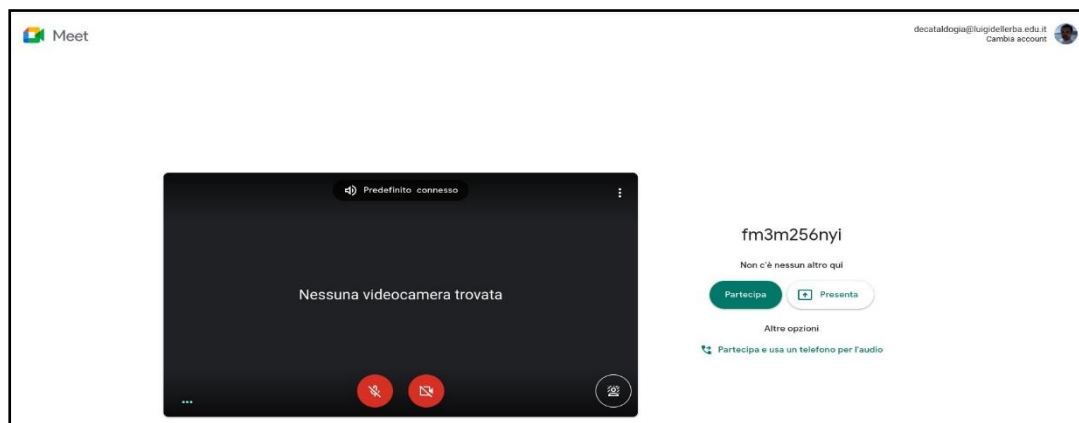 Meet
decataldogia@luigidellerba.edu.it
Cambia account
Predefinito connesso
Nessuna videocamera trovata
fm3m256nyi
Non c'è nessun altro qui
Partecipa
Presenta
Altre opzioni
Partecipa e usa un telefono per l'audio